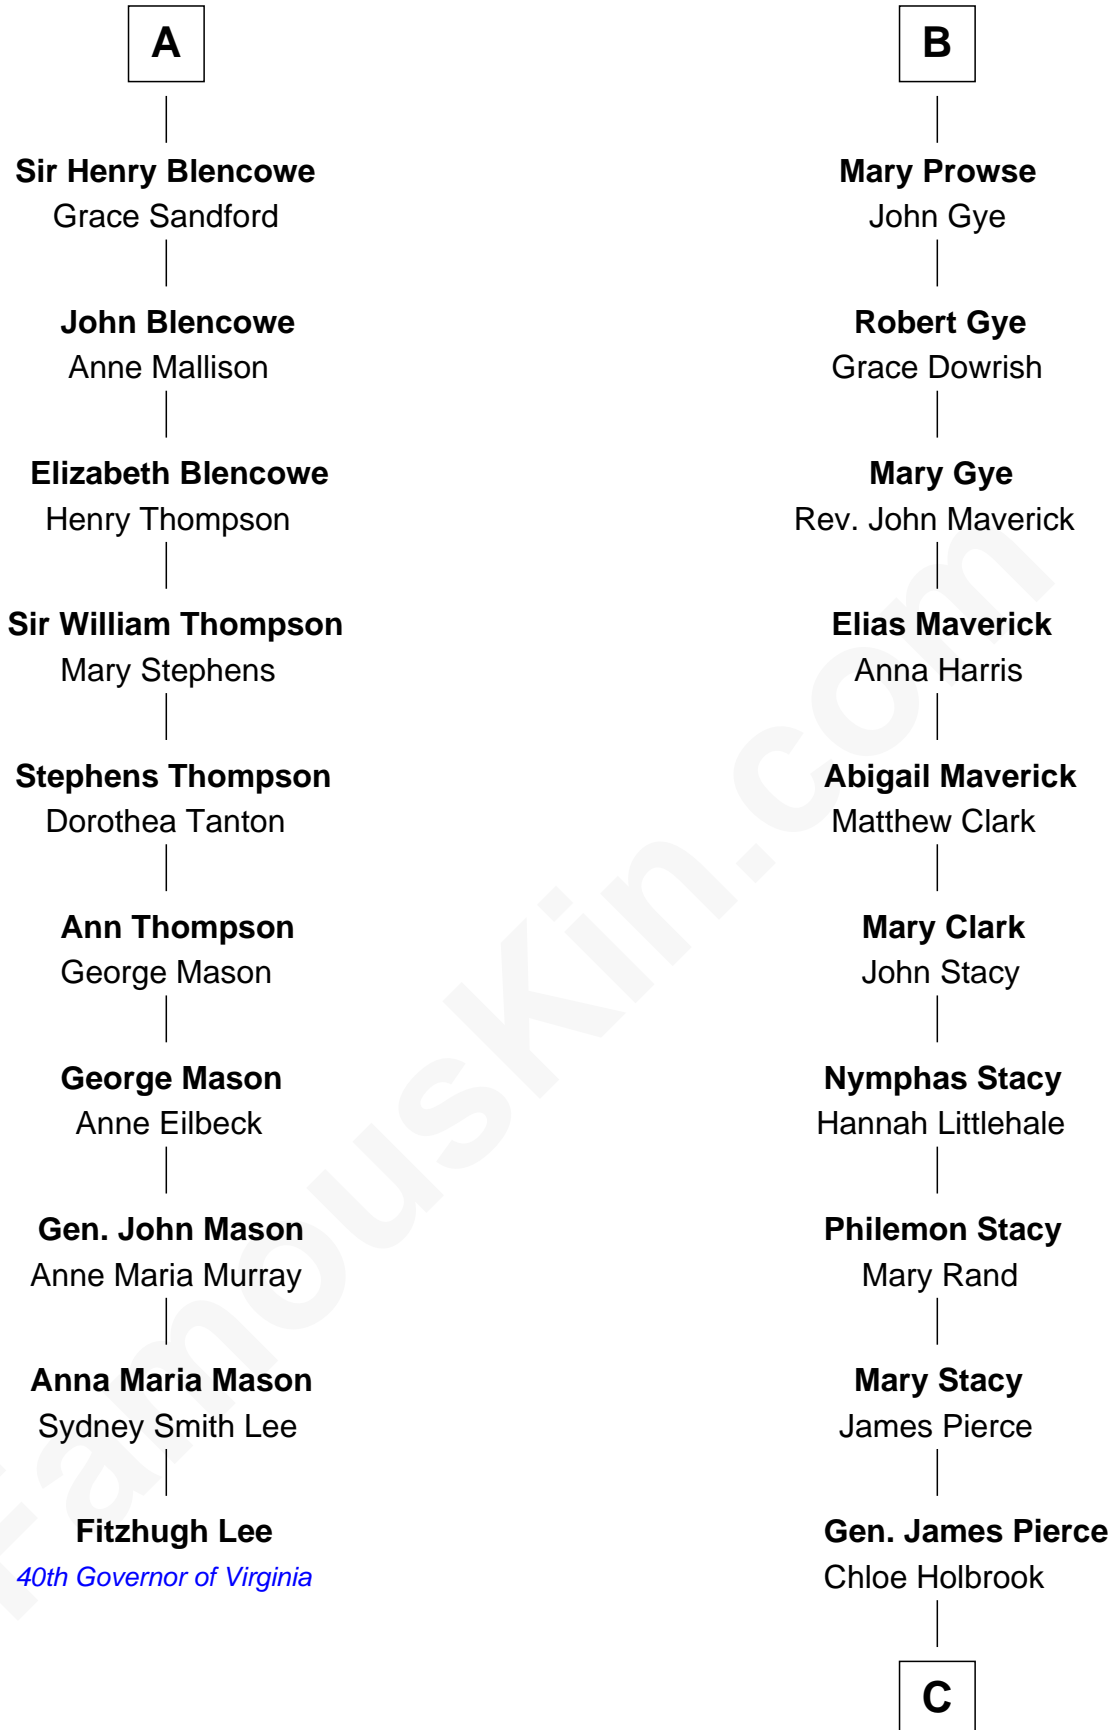 A
Sir Henry Blencowe
Grace Sandford
John Blencowe
Anne Mallison
Elizabeth Blencowe
Henry Thompson
Sir William Thompson
Mary Stephens
Stephens Thompson
Dorothea Tanton
Ann Thompson
George Mason
George Mason
Anne Eilbeck
Gen. John Mason
Anne Maria Murray
Anna Maria Mason
Sydney Smith Lee
Fitzhugh Lee
40th Governor of Virginia
B
Mary Prowse
John Gye
Robert Gye
Grace Dowrish
Mary Gye
Rev. John Maverick
Elias Maverick
Anna Harris
Abigail Maverick
Matthew Clark
Mary Clark
John Stacy
Nymphas Stacy
Hannah Littlehale
Philemon Stacy
Mary Rand
Mary Stacy
James Pierce
Gen. James Pierce
Chloe Holbrook
C
FamousKin.com